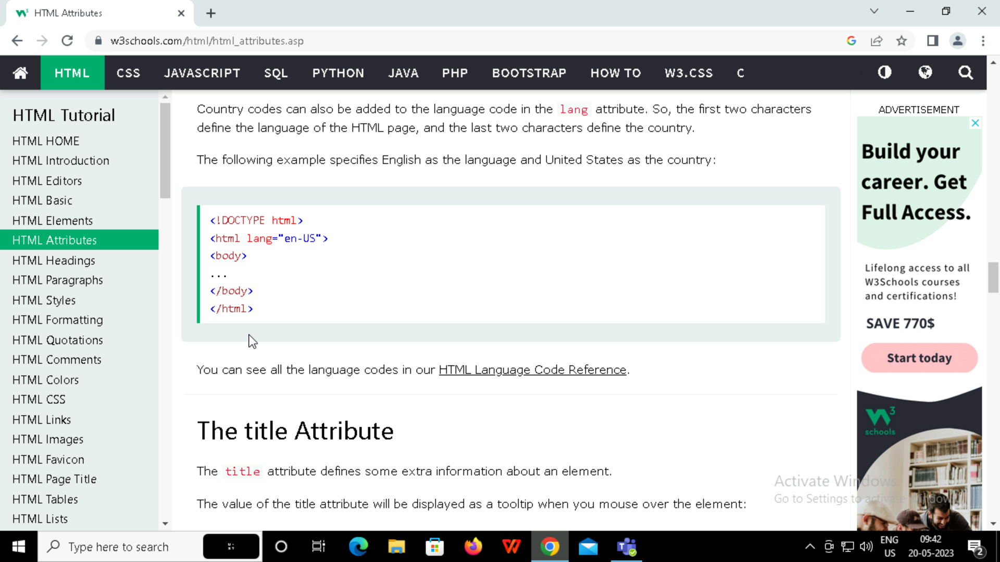 HTML Attributes
w3schools.com/html/html_attributes.asp
HTML
CSS
JAVASCRIPT
SQL
PYTHON
JAVA
PHP
BOOTSTRAP
HOW TO
W3.CSS
C
HTML Tutorial
HTML HOME
HTML Introduction
HTML Editors
HTML Basic
HTML Elements
HTML Attributes
HTML Headings
HTML Paragraphs
HTML Styles
HTML Formatting
HTML Quotations
HTML Comments
HTML Colors
HTML CSS
HTML Links
HTML Images
HTML Favicon
HTML Page Title
HTML Tables
HTML Lists
Country codes can also be added to the language code in the lang attribute. So, the first two characters
define the language of the HTML page, and the last two characters define the country.
The following example specifies English as the language and United States as the country:
<!DOCTYPE html>
<html lang="en-US">
<body>
...
</body>
</html>
You can see all the language codes in our HTML Language Code Reference.
The title Attribute
The title attribute defines some extra information about an element.
The value of the title attribute will be displayed as a tooltip when you mouse over the element:
ADVERTISEMENT
Build your
career. Get
Full Access.
Lifelong access to all
W3Schools courses
and certifications!
SAVE 770$
Start today
W3
schools
Activate Windows
Go to Settings to activate Windows.
Type here to search
ENG
US
09:42
20-05-2023
2